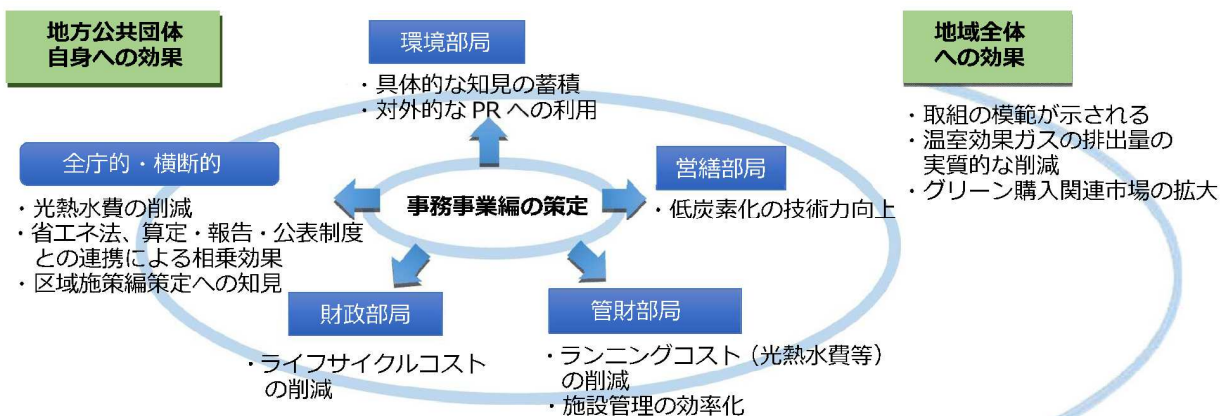 地方公共団体
自身への効果
環境部局
・具体的な知見の蓄積
・対外的な PR への利用
地域全体
への効果
・取組の模範が示される
・温室効果ガスの排出量の
実質的な削減
・グリーン購入関連市場の拡大
全庁的・横断的
・光熱水費の削減
・省エネ法、算定・報告・公表制度
との連携による相乗効果
・区域施策編策定への知見
事務事業編の策定
営繕部局
・低炭素化の技術力向上
財政部局
・ライフサイクルコスト
の削減
管財部局
・ランニングコスト（光熱水費等）
の削減
・施設管理の効率化